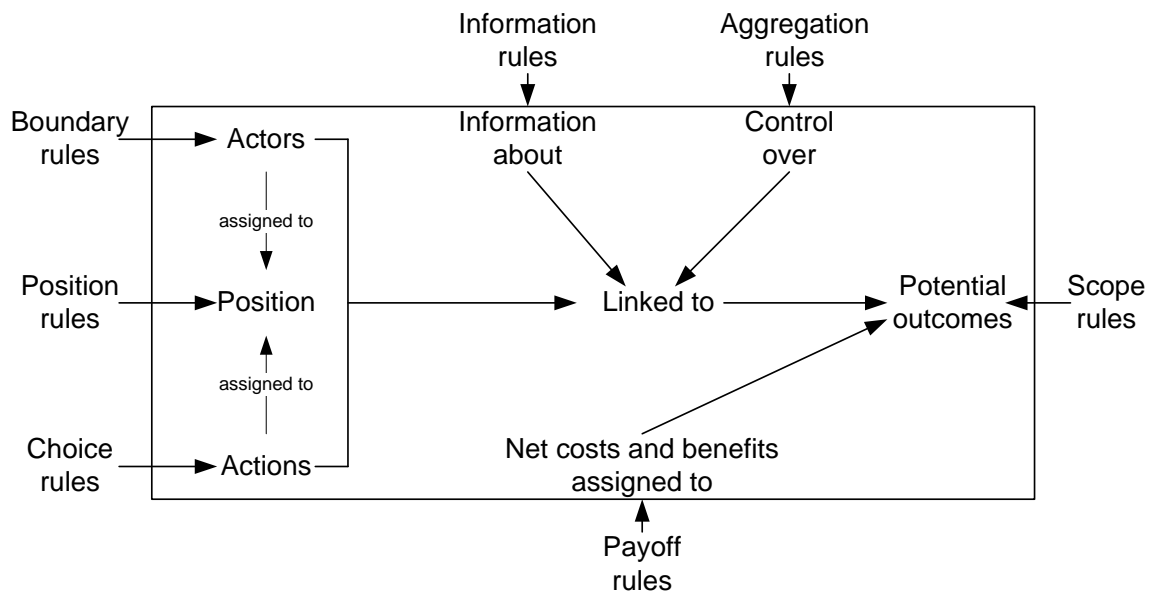 Information
rules
Aggregation
rules
Boundary
rules
Actors
Information
about
Control
over
assigned to
Position
rules
Position
Linked to
Potential
outcomes
Scope
rules
assigned to
Choice
rules
Actions
Net costs and benefits
assigned to
Payoff
rules